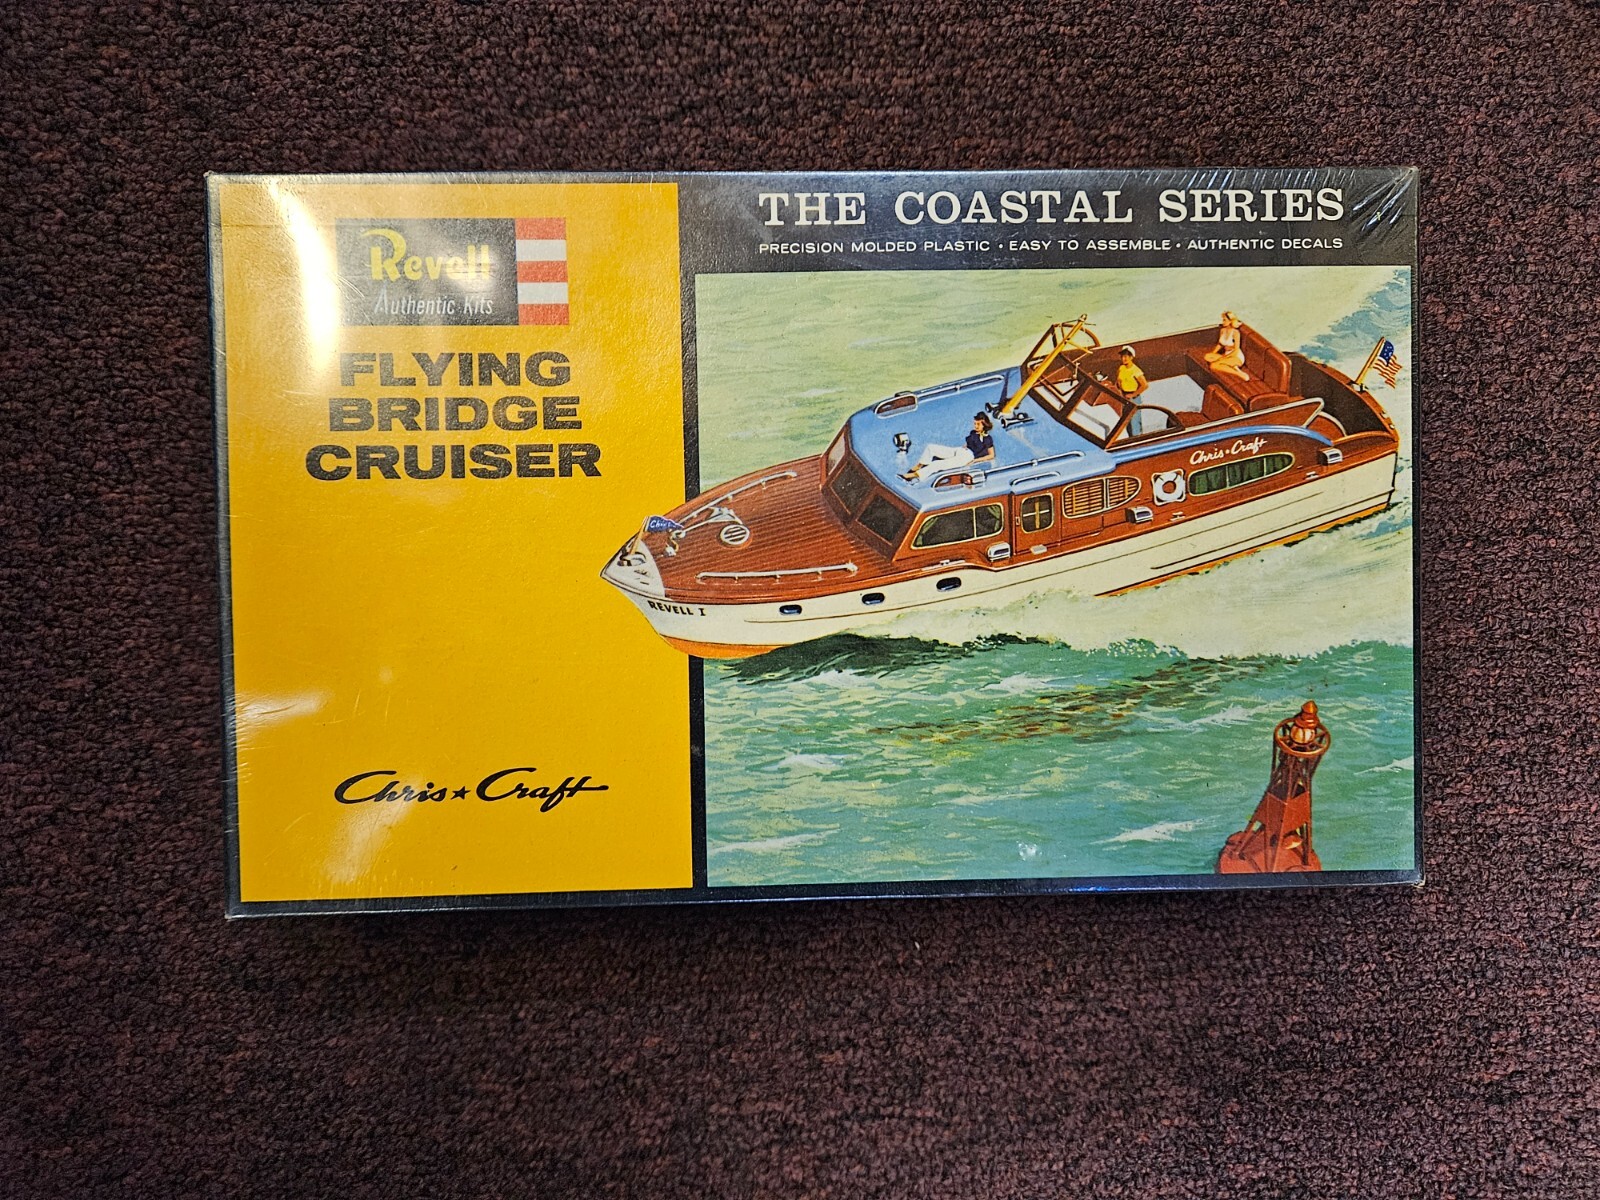 Revell
Authentic Kits
FLYING
BRIDGE
CRUISER
Chris★Craft
THE COASTAL SERIES
PRECISION MOLDED PLASTIC • EASY TO ASSEMBLE • AUTHENTIC DECALS
Chris★Craft
Chris
REVELL I